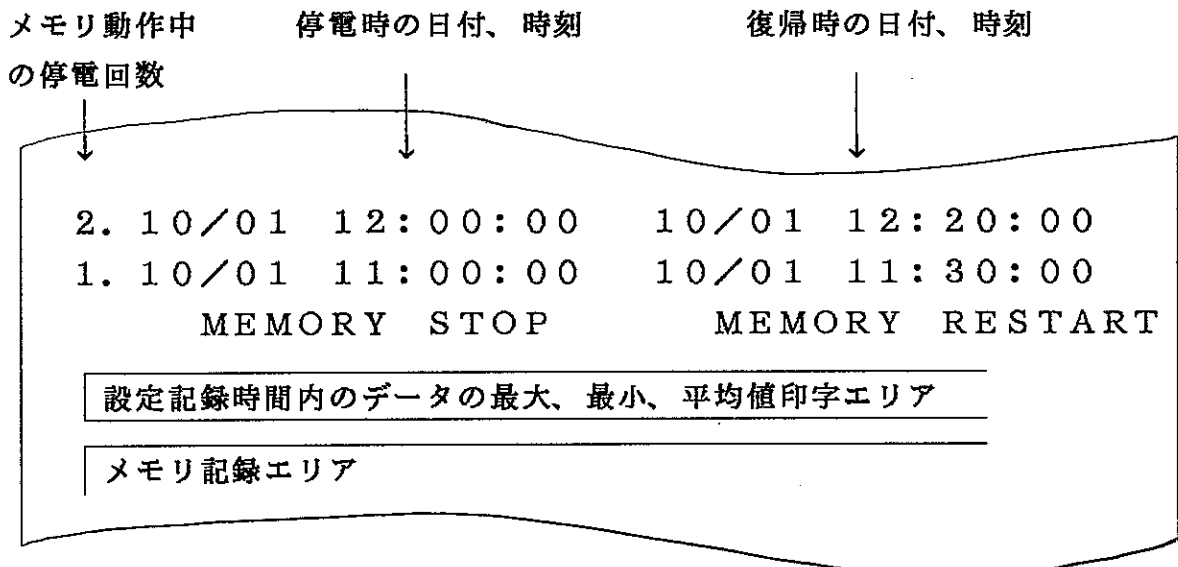 メモリ動作中 停電時の日付、時刻 復帰時の日付、時刻
の停電回数
2. 10/01 12:00:00 10/01 12:20:00
1. 10/01 11:00:00 10/01 11:30:00
MEMORY STOP MEMORY RESTART
設定記録時間内のデータの最大、最小、平均値印字エリア
メモリ記録エリア